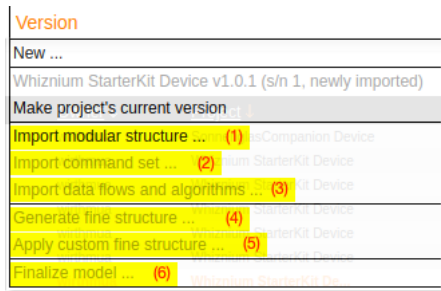 Version
New ...
Whiznium StarterKit Device v1.0.1 (s/n 1, newly imported)
Make project's current version
Import modular structure ... (1)
Import command set ... (2)
Import data flows and algorithms ... (3)
Generate fine structure ... (4)
Apply custom fine structure ... (5)
Finalize model ... (6)